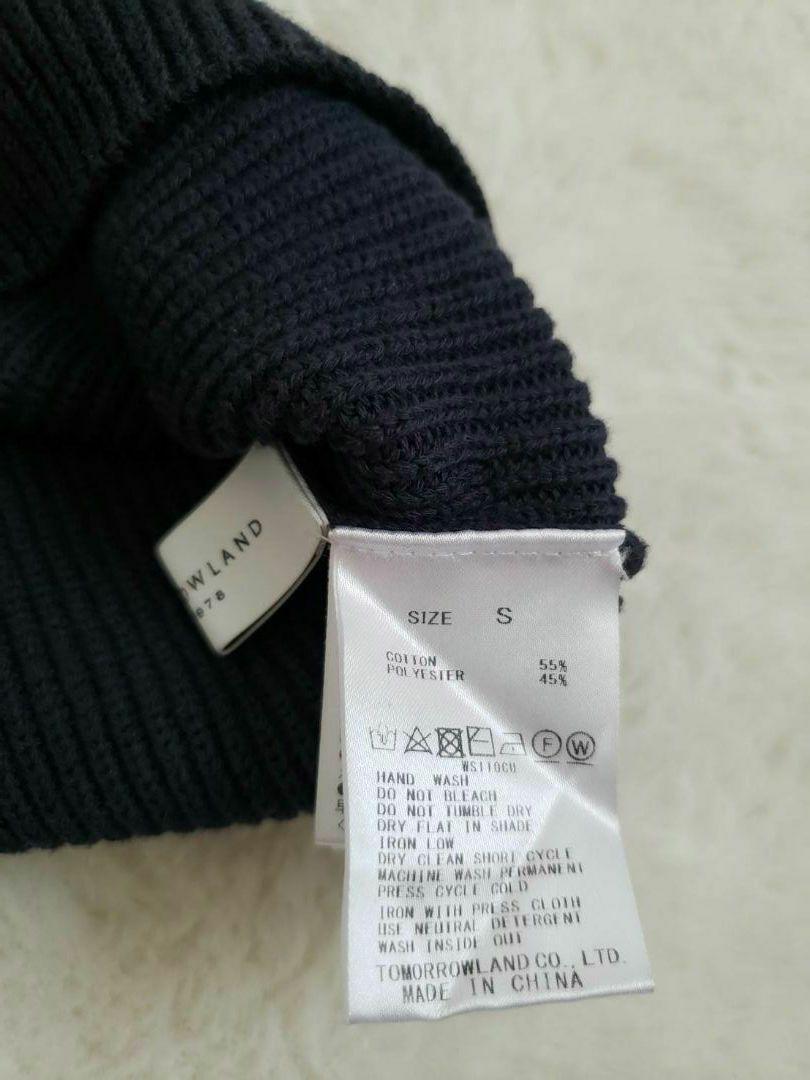 OWLAND
978
SIZE S
COTTON 55%
POLYESTER 45%
F W
WS110CU
HAND WASH
DO NOT BLEACH
DO NOT TUMBLE DRY
DRY FLAT IN SHADE
IRON LOW
DRY CLEAN SHORT CYCLE
MACHINE WASH PERMANENT
PRESS CYCLE COLD
IRON WITH PRESS CLOTH
USE NEUTRAL DETERGENT
WASH INSIDE OUT
TOMORROWLAND CO., LTD.
MADE IN CHINA